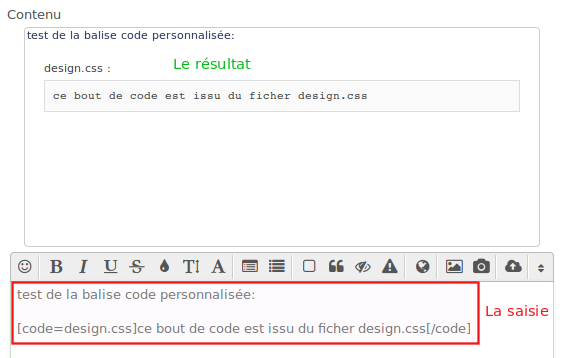 Contenu
test de la balise code personnalisée:
Le résultat
design.css :
ce bout de code est issu du ficher design.css
B I U S T A
test de la balise code personnalisée:
La saisie
[code=design.css]ce bout de code est issu du ficher design.css[/code]